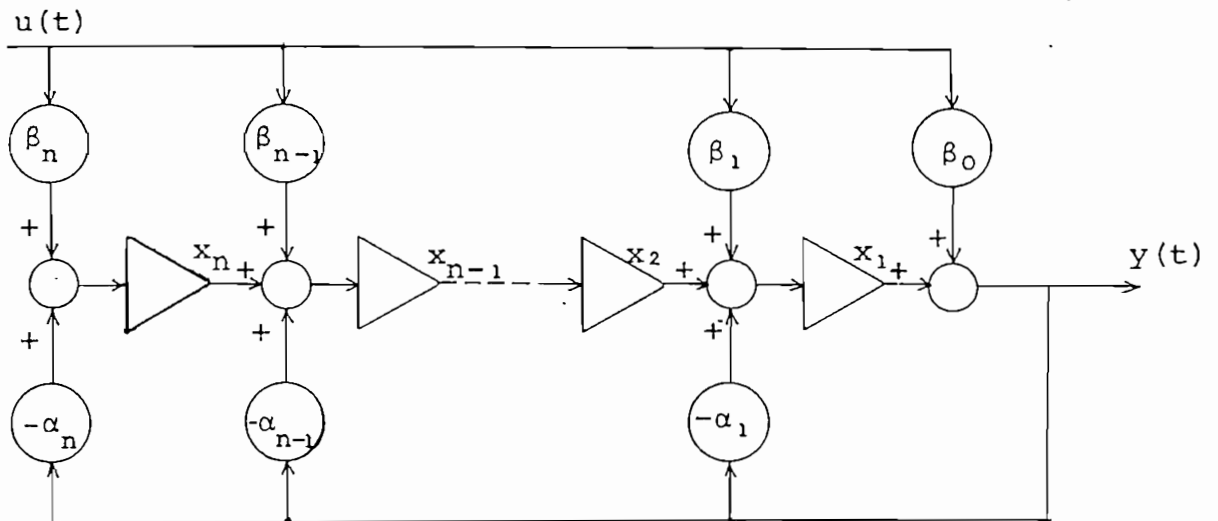 u(t)
βn βn-1 β1 β0
+ + + +
xn + xn-1 x2 + x1 + y(t)
+ + +
-αn -αn-1 -α1